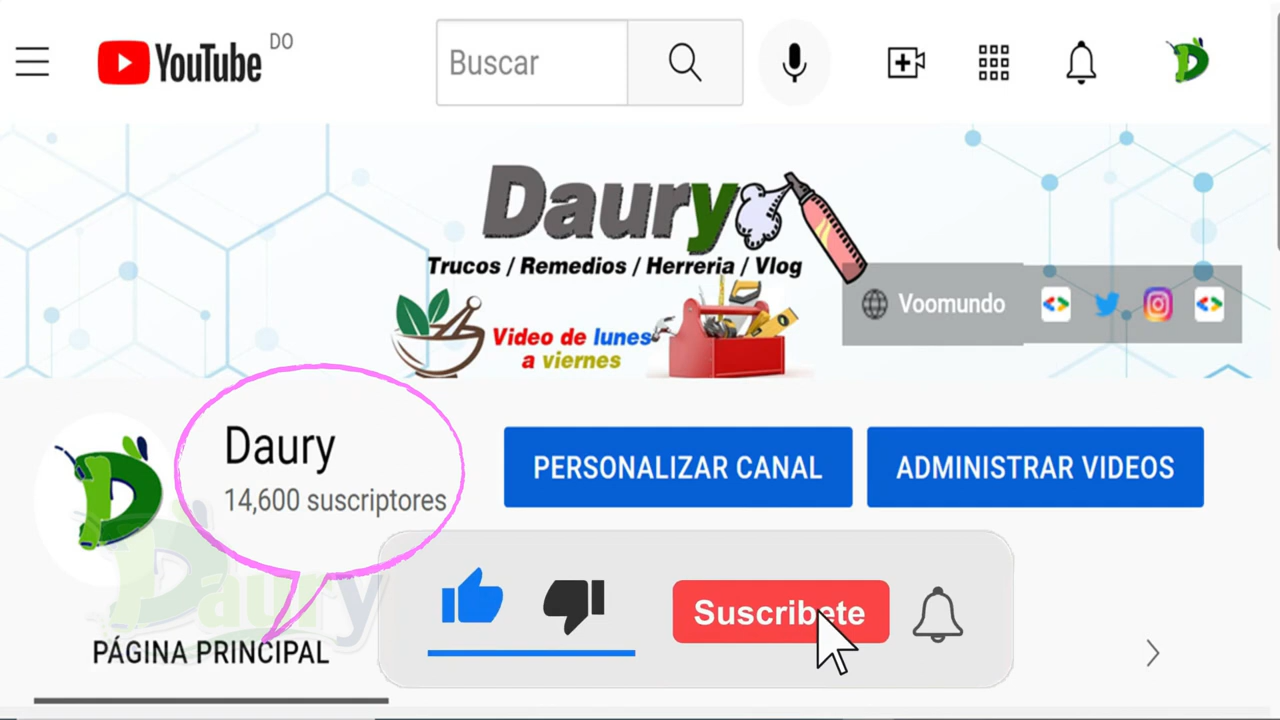 YouTube DO
Buscar
Daury
Trucos / Remedios / Herreria / Vlog
Voomundo
Video de lunes
a viernes
Daury
14,600 suscriptores
PERSONALIZAR CANAL
ADMINISTRAR VIDEOS
Daury
Suscribete
PÁGINA PRINCIPAL